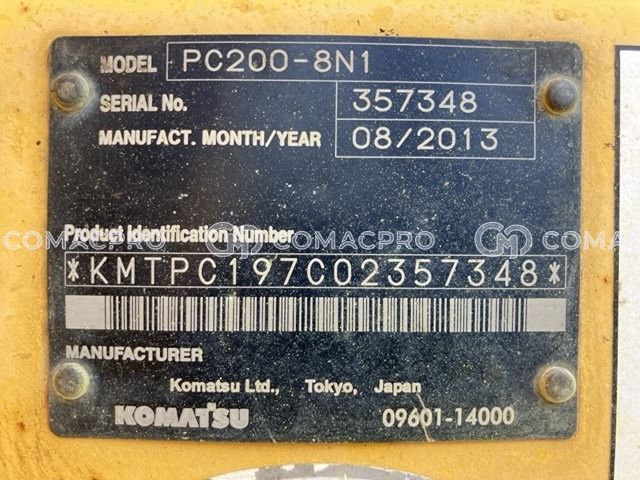 MODEL PC200-8N1
SERIAL No. 357348
MANUFACT. MONTH/YEAR 08/2013
Product Identification Number
COMACPRO COMACPRO COMACPRO
*KMTPC197C02357348*
MANUFACTURER
Komatsu Ltd., Tokyo, Japan
KOMATSU 09601-14000